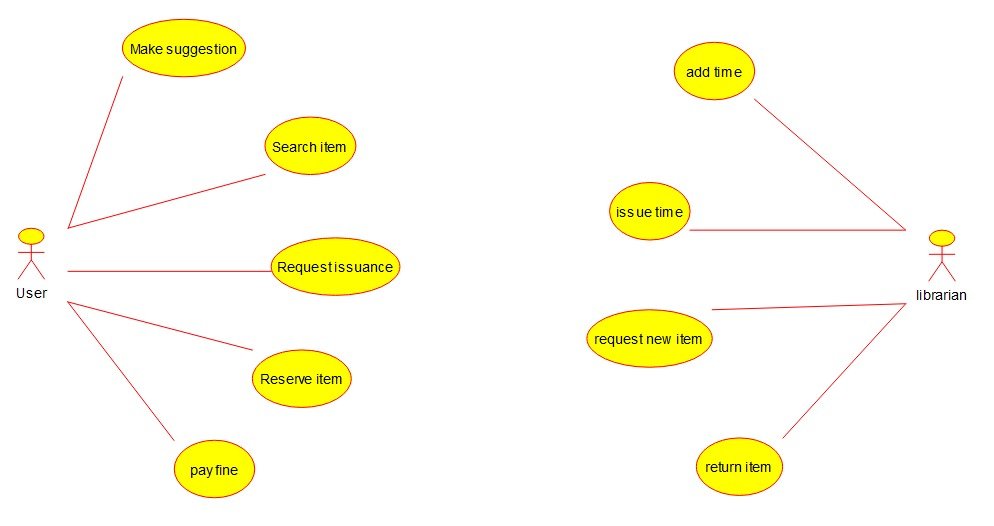 Make suggestion
Search item
Request issuance
Reserve item
pay fine
User
add time
issue time
request new item
return item
librarian